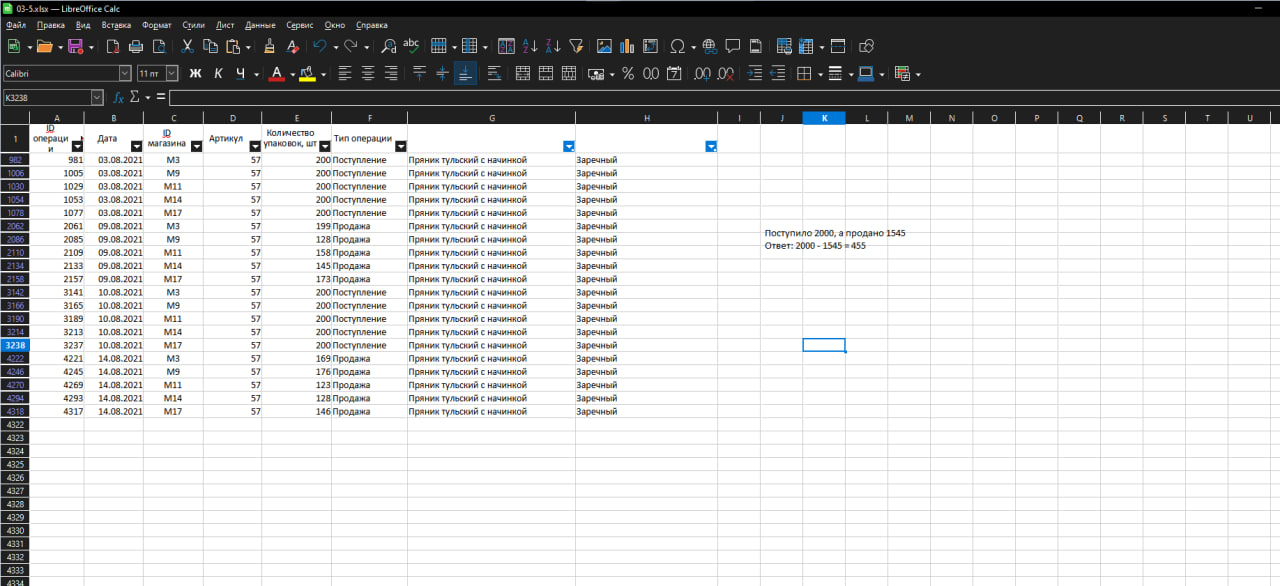 03-5.xlsx — LibreOffice Calc
Файл Правка Вид Вставка Формат Стили Лист Данные Сервис Окно Справка
Calibri 11 пт Ж К Ч
K3238
A B C D E F G H I J K L M N O P Q R S T U
1 ID операции Дата ID магазина Артикул Количество упаковок, шт Тип операции
982 981 03.08.2021 M3 57 200 Поступление Пряник тульский с начинкой Заречный
1006 1005 03.08.2021 M9 57 200 Поступление Пряник тульский с начинкой Заречный
1030 1029 03.08.2021 M11 57 200 Поступление Пряник тульский с начинкой Заречный
1054 1053 03.08.2021 M14 57 200 Поступление Пряник тульский с начинкой Заречный
1078 1077 03.08.2021 M17 57 200 Поступление Пряник тульский с начинкой Заречный
2062 2061 09.08.2021 M3 57 199 Продажа Пряник тульский с начинкой Заречный
2086 2085 09.08.2021 M9 57 128 Продажа Пряник тульский с начинкой Заречный
2110 2109 09.08.2021 M11 57 158 Продажа Пряник тульский с начинкой Заречный
2134 2133 09.08.2021 M14 57 145 Продажа Пряник тульский с начинкой Заречный
2158 2157 09.08.2021 M17 57 173 Продажа Пряник тульский с начинкой Заречный
3142 3141 10.08.2021 M3 57 200 Поступление Пряник тульский с начинкой Заречный
3166 3165 10.08.2021 M9 57 200 Поступление Пряник тульский с начинкой Заречный
3190 3189 10.08.2021 M11 57 200 Поступление Пряник тульский с начинкой Заречный
3214 3213 10.08.2021 M14 57 200 Поступление Пряник тульский с начинкой Заречный
3238 3237 10.08.2021 M17 57 200 Поступление Пряник тульский с начинкой Заречный
4222 4221 14.08.2021 M3 57 169 Продажа Пряник тульский с начинкой Заречный
4246 4245 14.08.2021 M9 57 176 Продажа Пряник тульский с начинкой Заречный
4270 4269 14.08.2021 M11 57 123 Продажа Пряник тульский с начинкой Заречный
4294 4293 14.08.2021 M14 57 128 Продажа Пряник тульский с начинкой Заречный
4318 4317 14.08.2021 M17 57 146 Продажа Пряник тульский с начинкой Заречный
Поступило 2000, а продано 1545
Ответ: 2000 - 1545 = 455
4322
4323
4324
4325
4326
4327
4328
4329
4330
4331
4332
4333
4334